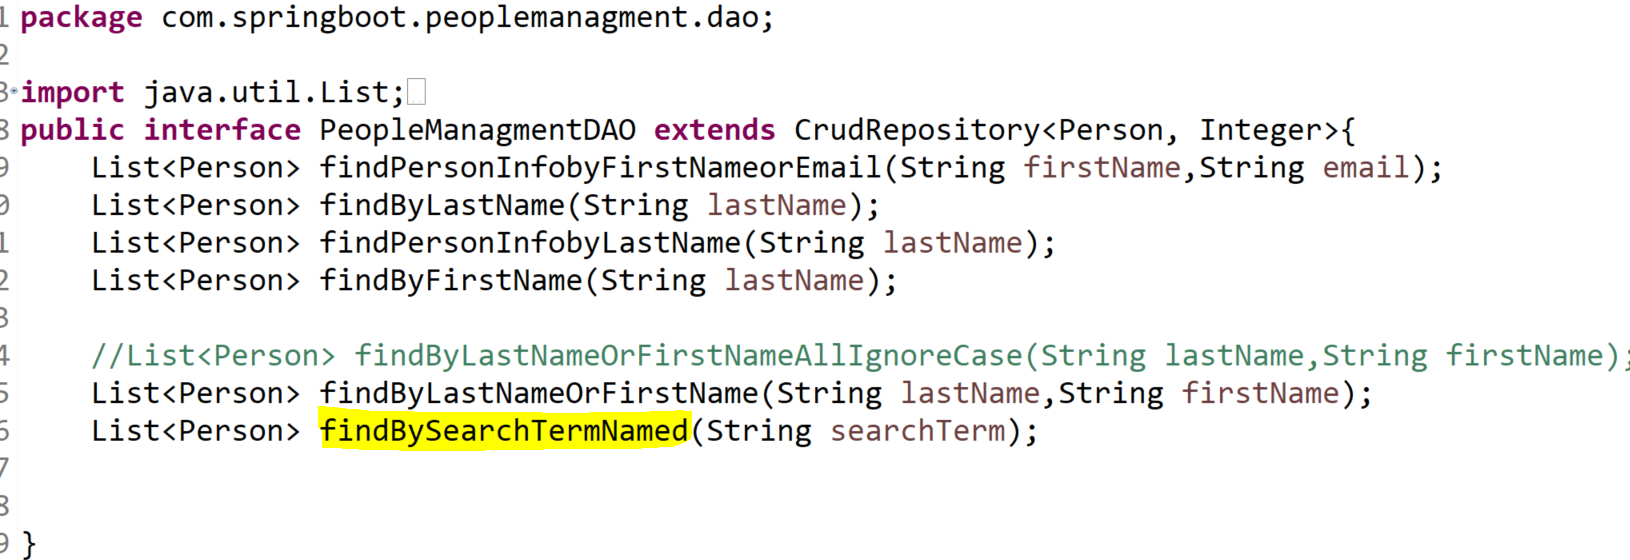 1 package com.springboot.peoplemanagment.dao;
2
3 import java.util.List;
8 public interface PeopleManagmentDAO extends CrudRepository<Person, Integer>{
9 List<Person> findPersonInfobyFirstNameorEmail(String firstName,String email);
0 List<Person> findByLastName(String lastName);
1 List<Person> findPersonInfobyLastName(String lastName);
2 List<Person> findByFirstName(String lastName);
3
4 //List<Person> findByLastNameOrFirstNameAllIgnoreCase(String lastName,String firstName);
5 List<Person> findByLastNameOrFirstName(String lastName,String firstName);
6 List<Person> findBySearchTermNamed(String searchTerm);
7
8
9 }